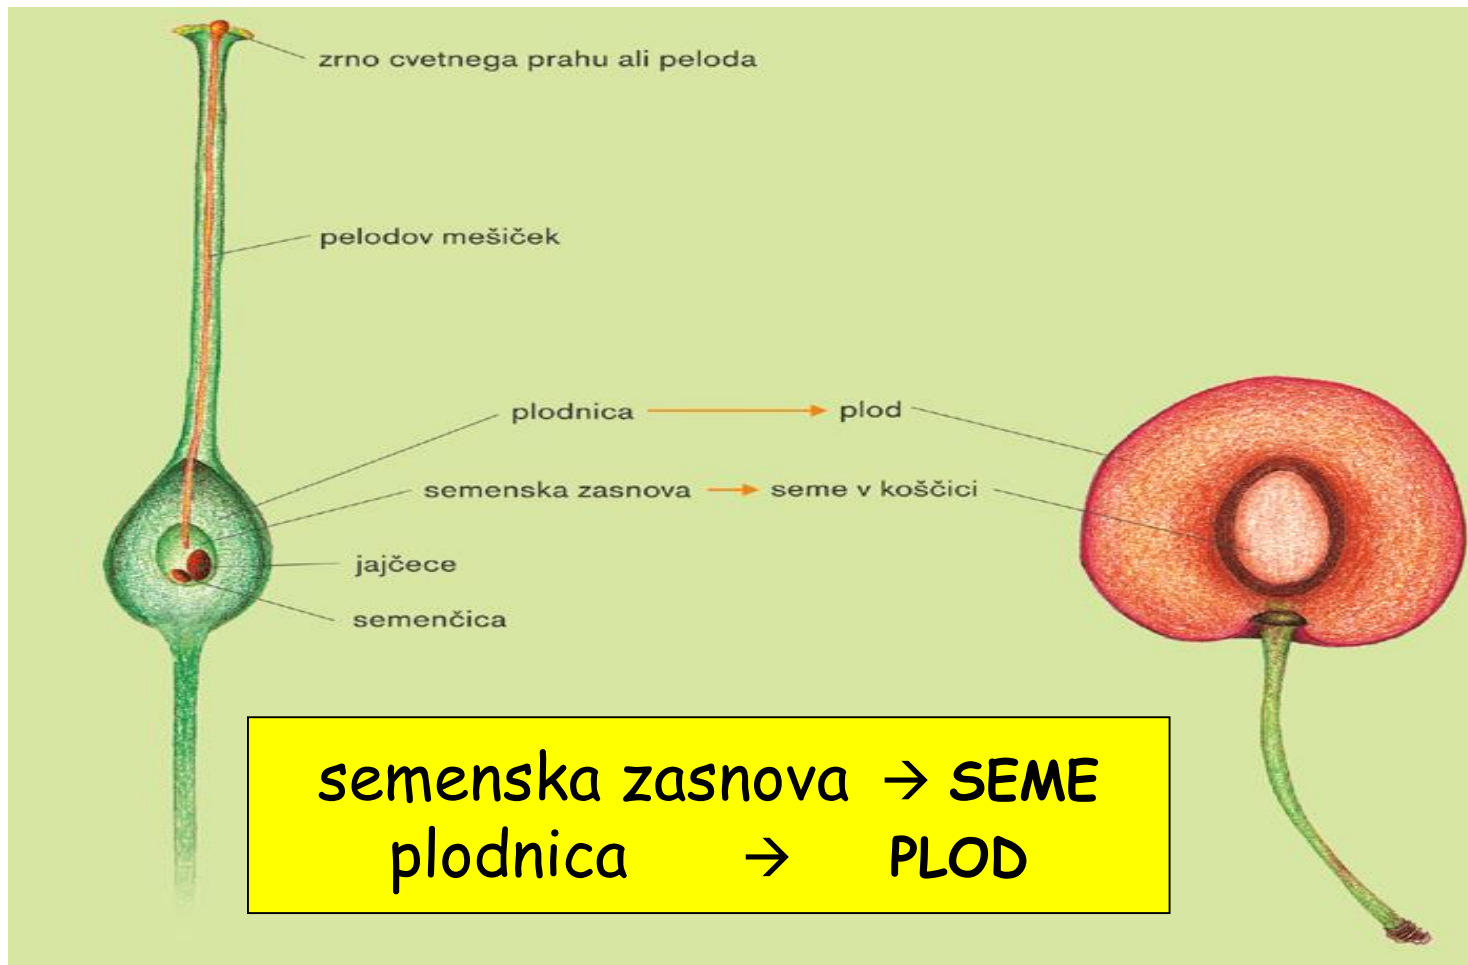 zrno cvetnega prahu ali peloda
pelodov mešiček
plodnica → plod
semenska zasnova → seme v koščici
jajčece
semenčica
semenska zasnova → SEME
plodnica → PLOD